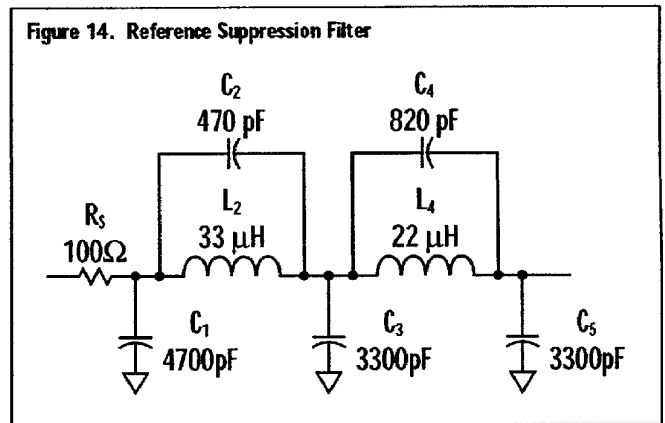 Figure 14. Reference Suppression Filter
C₂
470 pF
C₄
820 pF
L₂
33 µH
L₄
22 µH
R_S
100Ω
C₁
4700pF
C₃
3300pF
C₅
3300pF